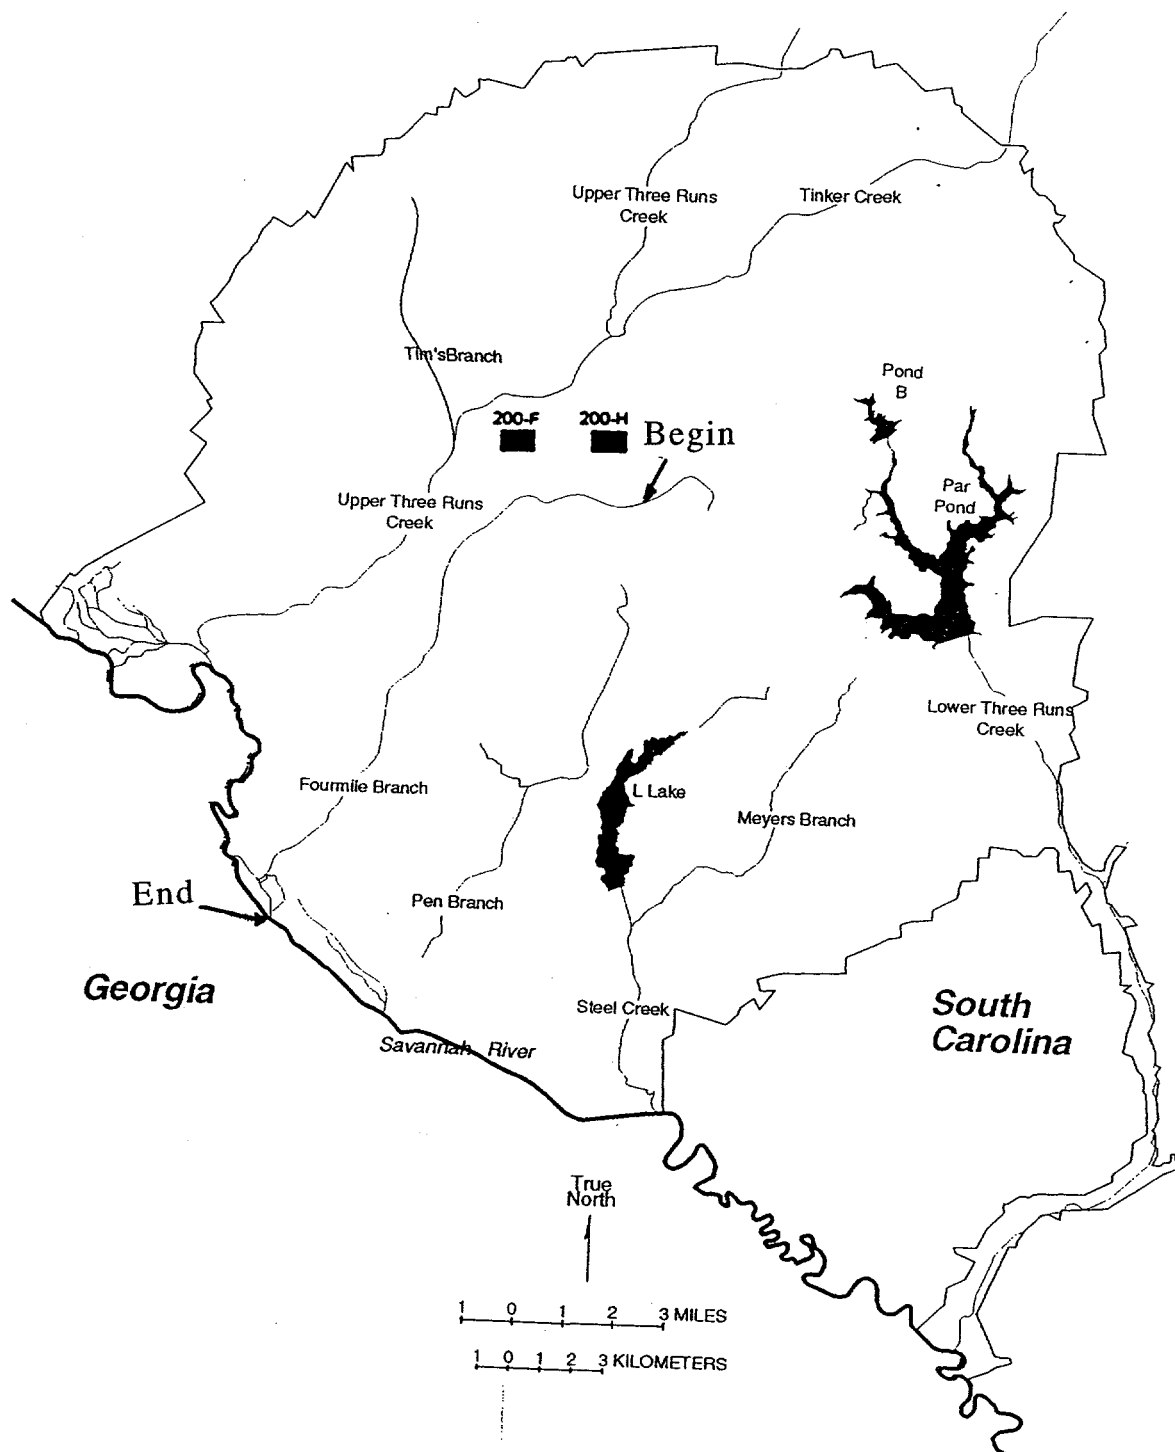 Upper Three Runs
Creek
Tinker Creek
Tim'sBranch
Pond
B
200-F
200-H
Begin
Par
Pond
Upper Three Runs
Creek
Lower Three Runs
Creek
Fourmile Branch
L Lake
Meyers Branch
End
Pen Branch
Georgia
Steel Creek
South
Carolina
Savannah River
True
North
1 0 1 2 3 MILES
1 0 1 2 3 KILOMETERS